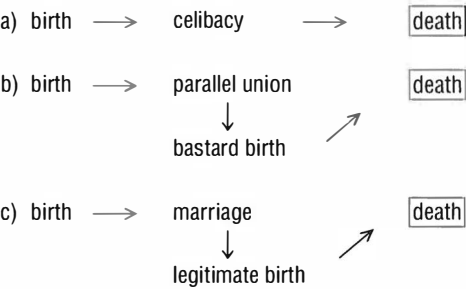 a) birth → celibacy → death
b) birth → parallel union death
↓ ↗
bastard birth
c) birth → marriage death
↓ ↗
legitimate birth